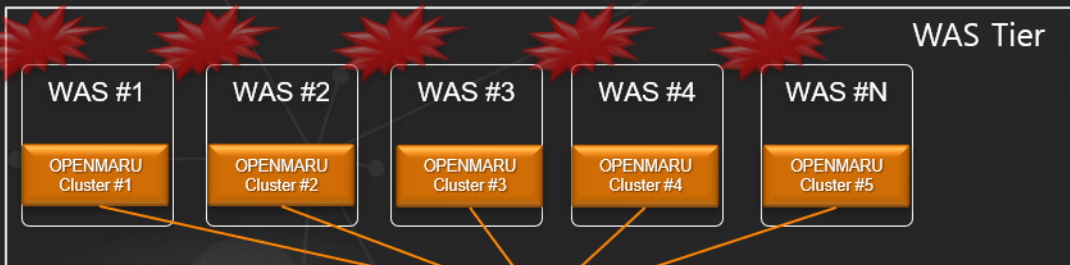 WAS Tier
WAS #1
WAS #2
WAS #3
WAS #4
WAS #N
OPENMARU
Cluster #1
OPENMARU
Cluster #2
OPENMARU
Cluster #3
OPENMARU
Cluster #4
OPENMARU
Cluster #5